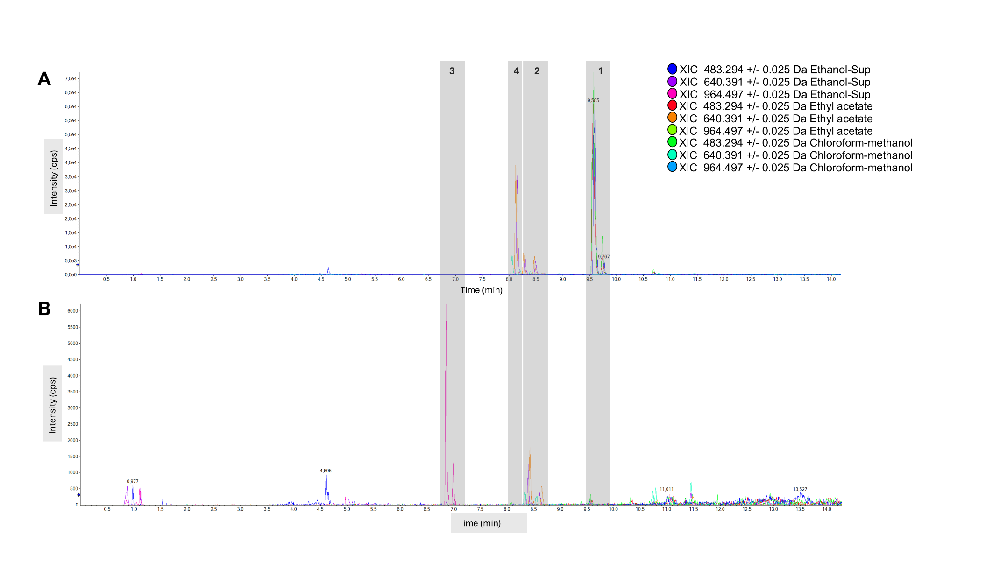 A
3
4
2
1
XIC 483.294 +/- 0.025 Da Ethanol-Sup
XIC 640.391 +/- 0.025 Da Ethanol-Sup
XIC 964.497 +/- 0.025 Da Ethanol-Sup
XIC 483.294 +/- 0.025 Da Ethyl acetate
XIC 640.391 +/- 0.025 Da Ethyl acetate
XIC 964.497 +/- 0.025 Da Ethyl acetate
XIC 483.294 +/- 0.025 Da Chloroform-methanol
XIC 640.391 +/- 0.025 Da Chloroform-methanol
XIC 964.497 +/- 0.025 Da Chloroform-methanol
Intensity (cps)
7,0e4
6,5e4
6,0e4
5,5e4
5,0e4
4,5e4
4,0e4
3,5e4
3,0e4
2,5e4
2,0e4
1,5e4
1,0e4
5,0e3
0,0e0
9,585
9,767
0.5 1.0 1.5 2.0 2.5 3.0 3.5 4.0 4.5 5.0 5.5 6.0 6.5 7.0 7.5 8.0 8.5 9.0 9.5 10.0 10.5 11.0 11.5 12.0 12.5 13.0 13.5 14.0
Time (min)
B
Intensity (cps)
6000
5500
5000
4500
4000
3500
3000
2500
2000
1500
1000
500
0
0,977
4,605
11,011
13,527
0.5 1.0 1.5 2.0 2.5 3.0 3.5 4.0 4.5 5.0 5.5 6.0 6.5 7.0 7.5 8.0 8.5 9.0 9.5 10.0 10.5 11.0 11.5 12.0 12.5 13.0 13.5 14.0
Time (min)